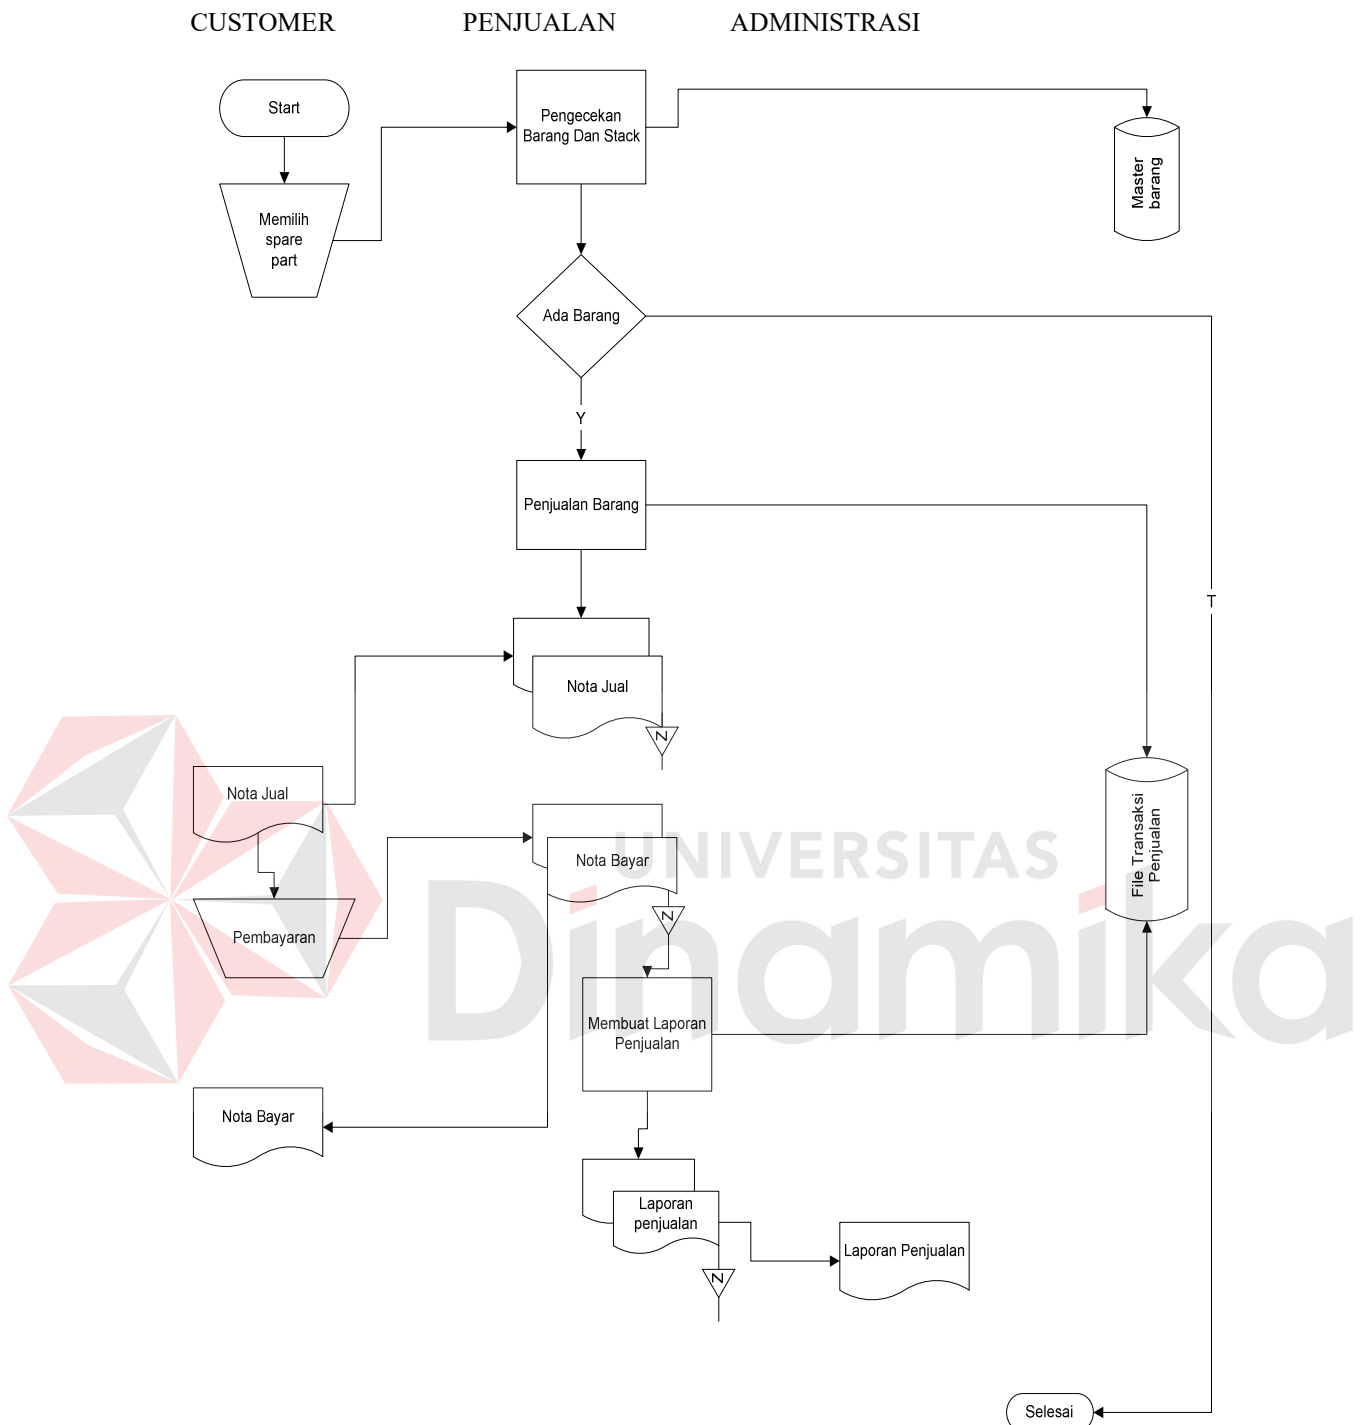 CUSTOMER PENJUALAN ADMINISTRASI
Start
Pengecekan
Barang Dan Stack
Master
barang
Memilih
spare
part
Ada Barang
Y
Penjualan Barang
T
Nota Jual
N
Nota Jual
File Transaksi
Penjualan
UNIVERSITAS
Dinamika
Nota Bayar
N
Pembayaran
Membuat Laporan
Penjualan
Nota Bayar
Laporan
penjualan
N
Laporan Penjualan
Selesai